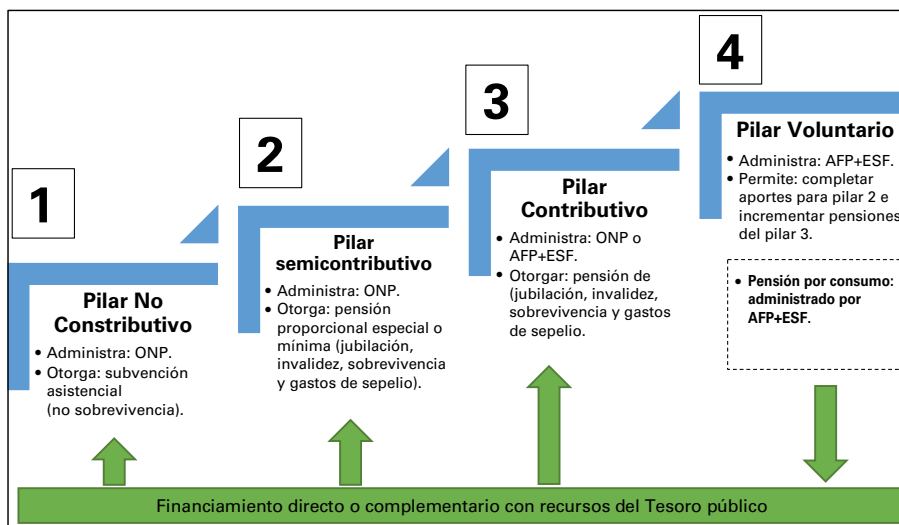 1
Pilar No
Constributivo
• Administra: ONP.
• Otorga: subvención
asistencial
(no sobrevivencia).
2
Pilar
semicontributivo
• Administra: ONP.
• Otorga: pensión
proporcional especial o
mínima (jubilación,
invalidez, sobrevivencia
y gastos de sepelio).
3
Pilar
Contributivo
• Administra: ONP o
AFP+ESF.
• Otorgar: pensión de
(jubilación, invalidez,
sobrevivencia y gastos
de sepelio.
4
Pilar Voluntario
• Administra: AFP+ESF.
• Permite: completar
aportes para pilar 2 e
incrementar pensiones
del pilar 3.
• Pensión por consumo:
administrado por
AFP+ESF.
Financiamiento directo o complementario con recursos del Tesoro público